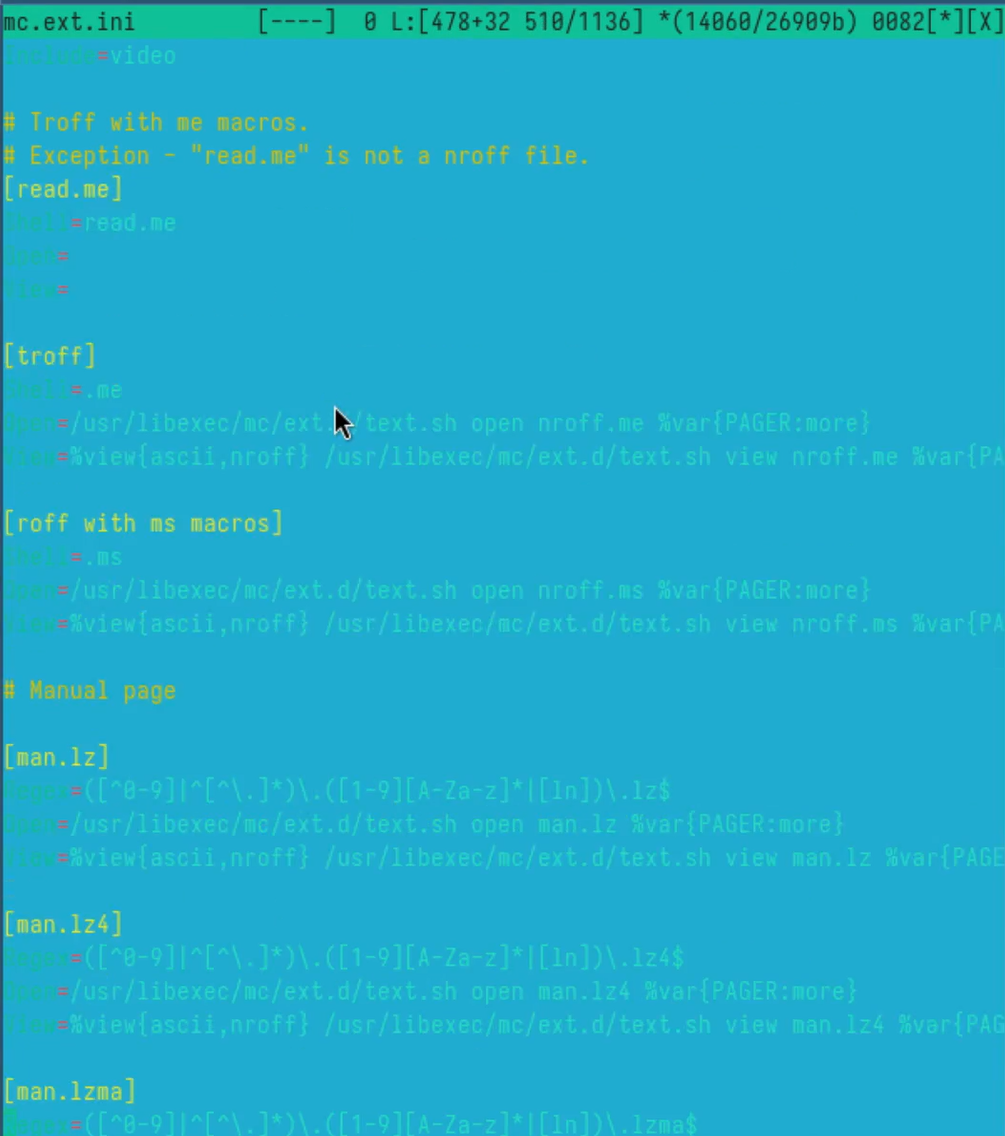 mc.ext.ini         [----]  0 L:[478+32 510/1136] *(14060/26909b) 0082[*][X]
Include=video
# Troff with me macros.
# Exception - "read.me" is not a nroff file.
[read.me]
Shell=read.me
Open=
View=
[troff]
Shell=.me
Open=/usr/libexec/mc/ext.d/text.sh open nroff.me %var{PAGER:more}
View=%view{ascii,nroff} /usr/libexec/mc/ext.d/text.sh view nroff.me %var{PA
[roff with ms macros]
Shell=.ms
Open=/usr/libexec/mc/ext.d/text.sh open nroff.ms %var{PAGER:more}
View=%view{ascii,nroff} /usr/libexec/mc/ext.d/text.sh view nroff.ms %var{PA
# Manual page
[man.lz]
Regex=([^0-9]|^[^\.]*)\.([1-9][A-Za-z]*|[ln])\.lz$
Open=/usr/libexec/mc/ext.d/text.sh open man.lz %var{PAGER:more}
View=%view{ascii,nroff} /usr/libexec/mc/ext.d/text.sh view man.lz %var{PAGE
[man.lz4]
Regex=([^0-9]|^[^\.]*)\.([1-9][A-Za-z]*|[ln])\.lz4$
Open=/usr/libexec/mc/ext.d/text.sh open man.lz4 %var{PAGER:more}
View=%view{ascii,nroff} /usr/libexec/mc/ext.d/text.sh view man.lz4 %var{PAG
[man.lzma]
Regex=([^0-9]|^[^\.]*)\.([1-9][A-Za-z]*|[ln])\.lzma$